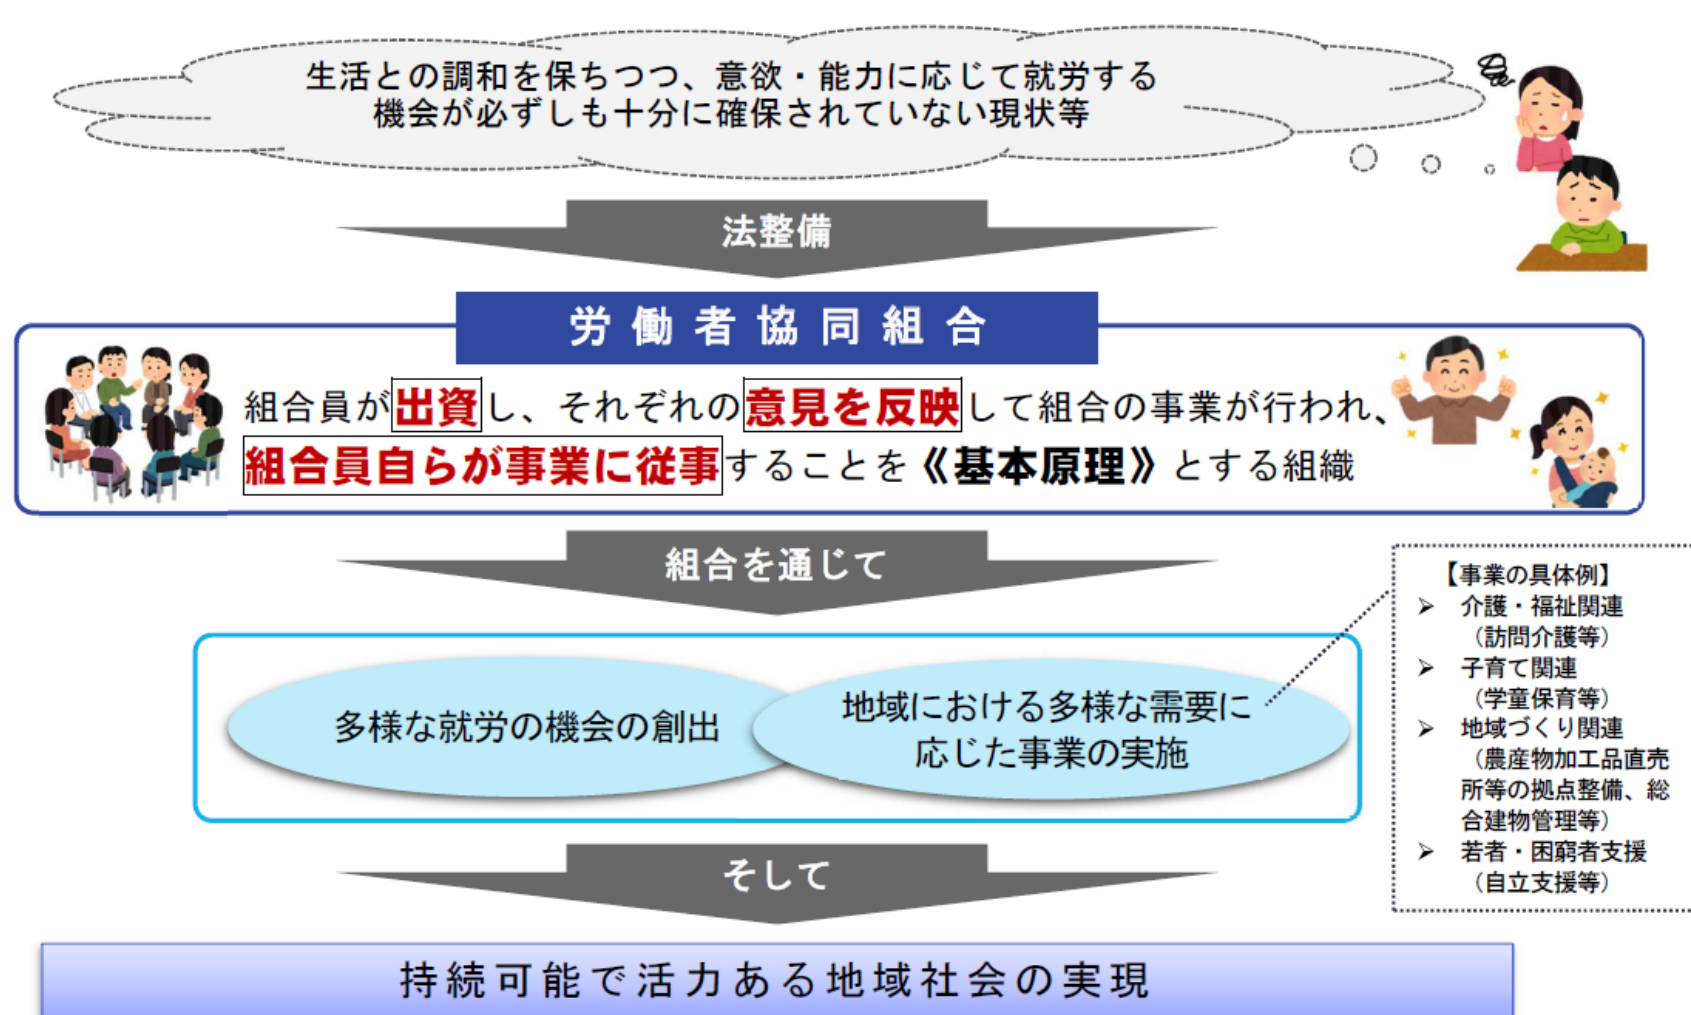 生活との調和を保ちつつ、意欲・能力に応じて就労する
機会が必ずしも十分に確保されていない現状等
法整備
労働者協同組合
組合員が出資し、それぞれの意見を反映して組合の事業が行われ、
組合員自らが事業に従事することを《基本原理》とする組織
組合を通じて
多様な就労の機会の創出
地域における多様な需要に
応じた事業の実施
【事業の具体例】
➢ 介護・福祉関連
（訪問介護等）
➢ 子育て関連
（学童保育等）
➢ 地域づくり関連
（農産物加工品直売
所等の拠点整備、総
合建物管理等）
➢ 若者・困窮者支援
（自立支援等）
そして
持続可能で活力ある地域社会の実現